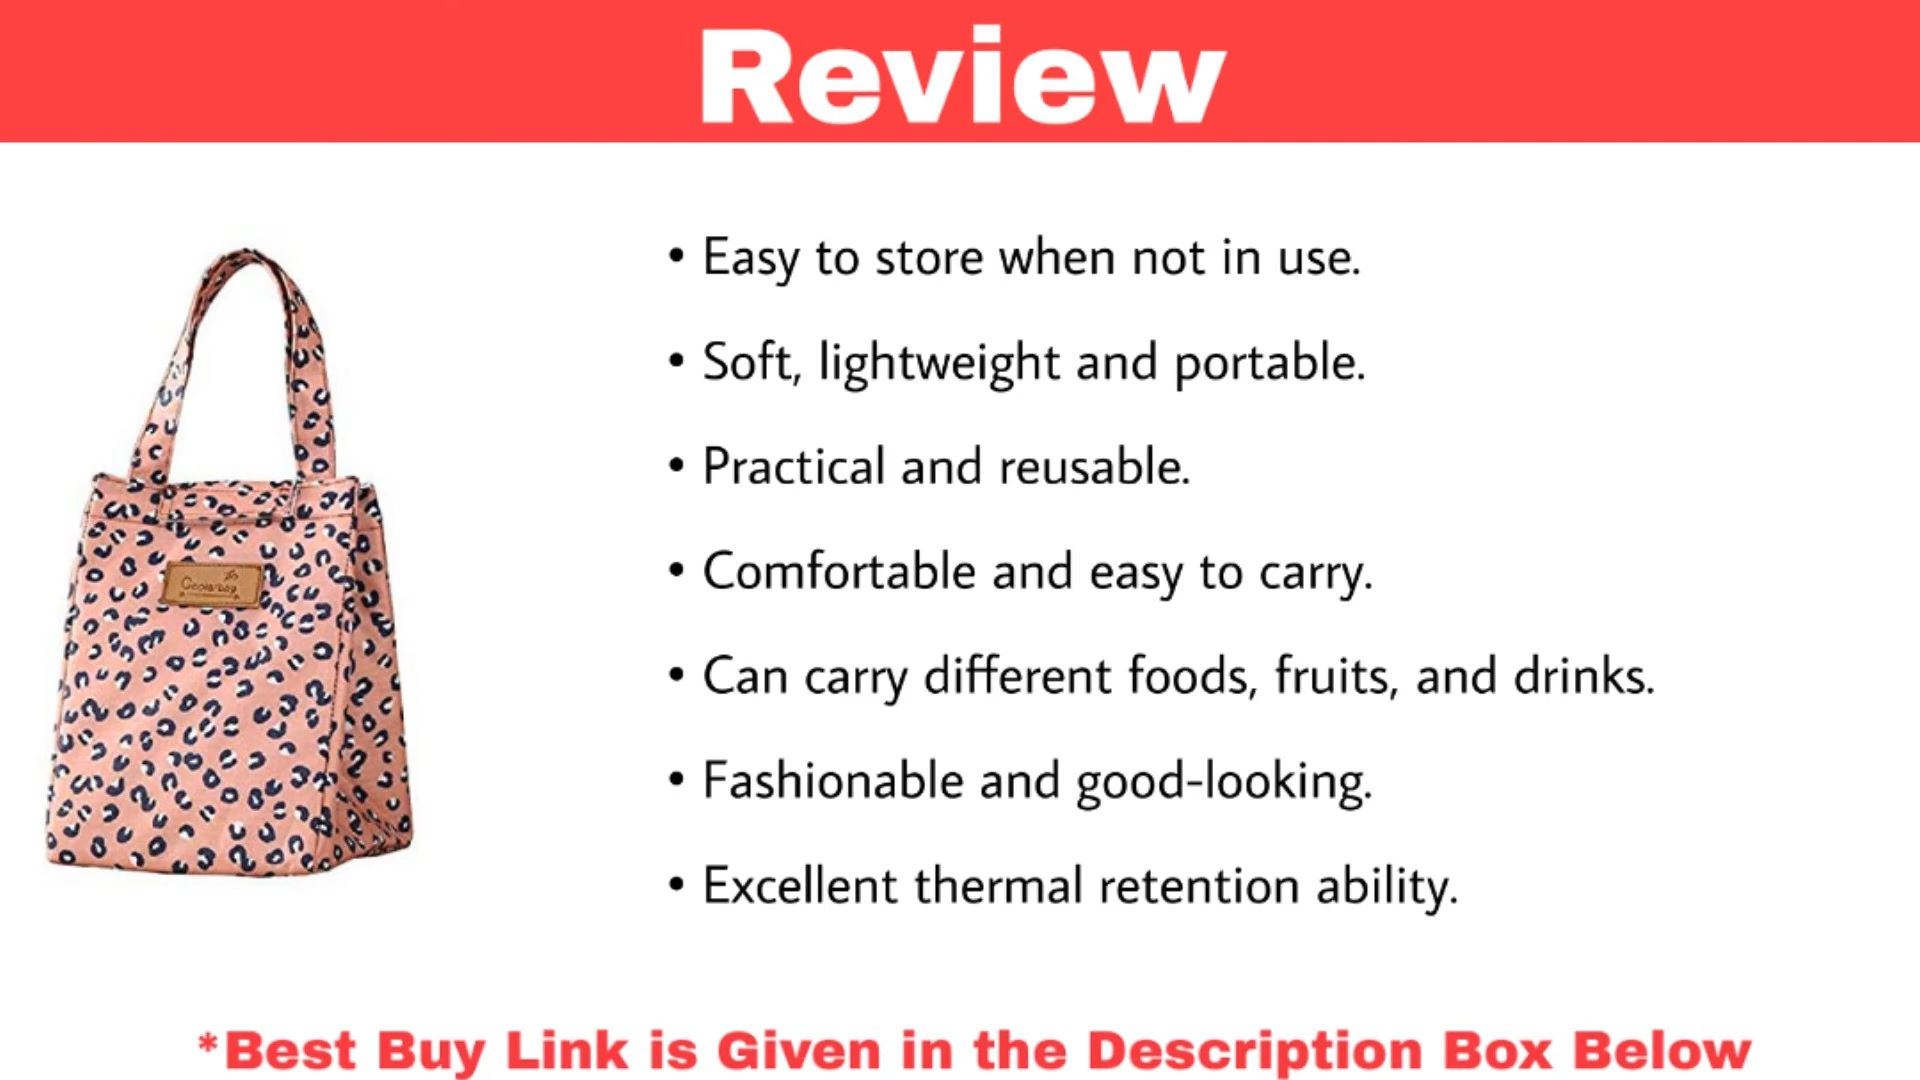 Review
• Easy to store when not in use.
• Soft, lightweight and portable.
• Practical and reusable.
• Comfortable and easy to carry.
• Can carry different foods, fruits, and drinks.
• Fashionable and good-looking.
• Excellent thermal retention ability.
*Best Buy Link is Given in the Description Box Below